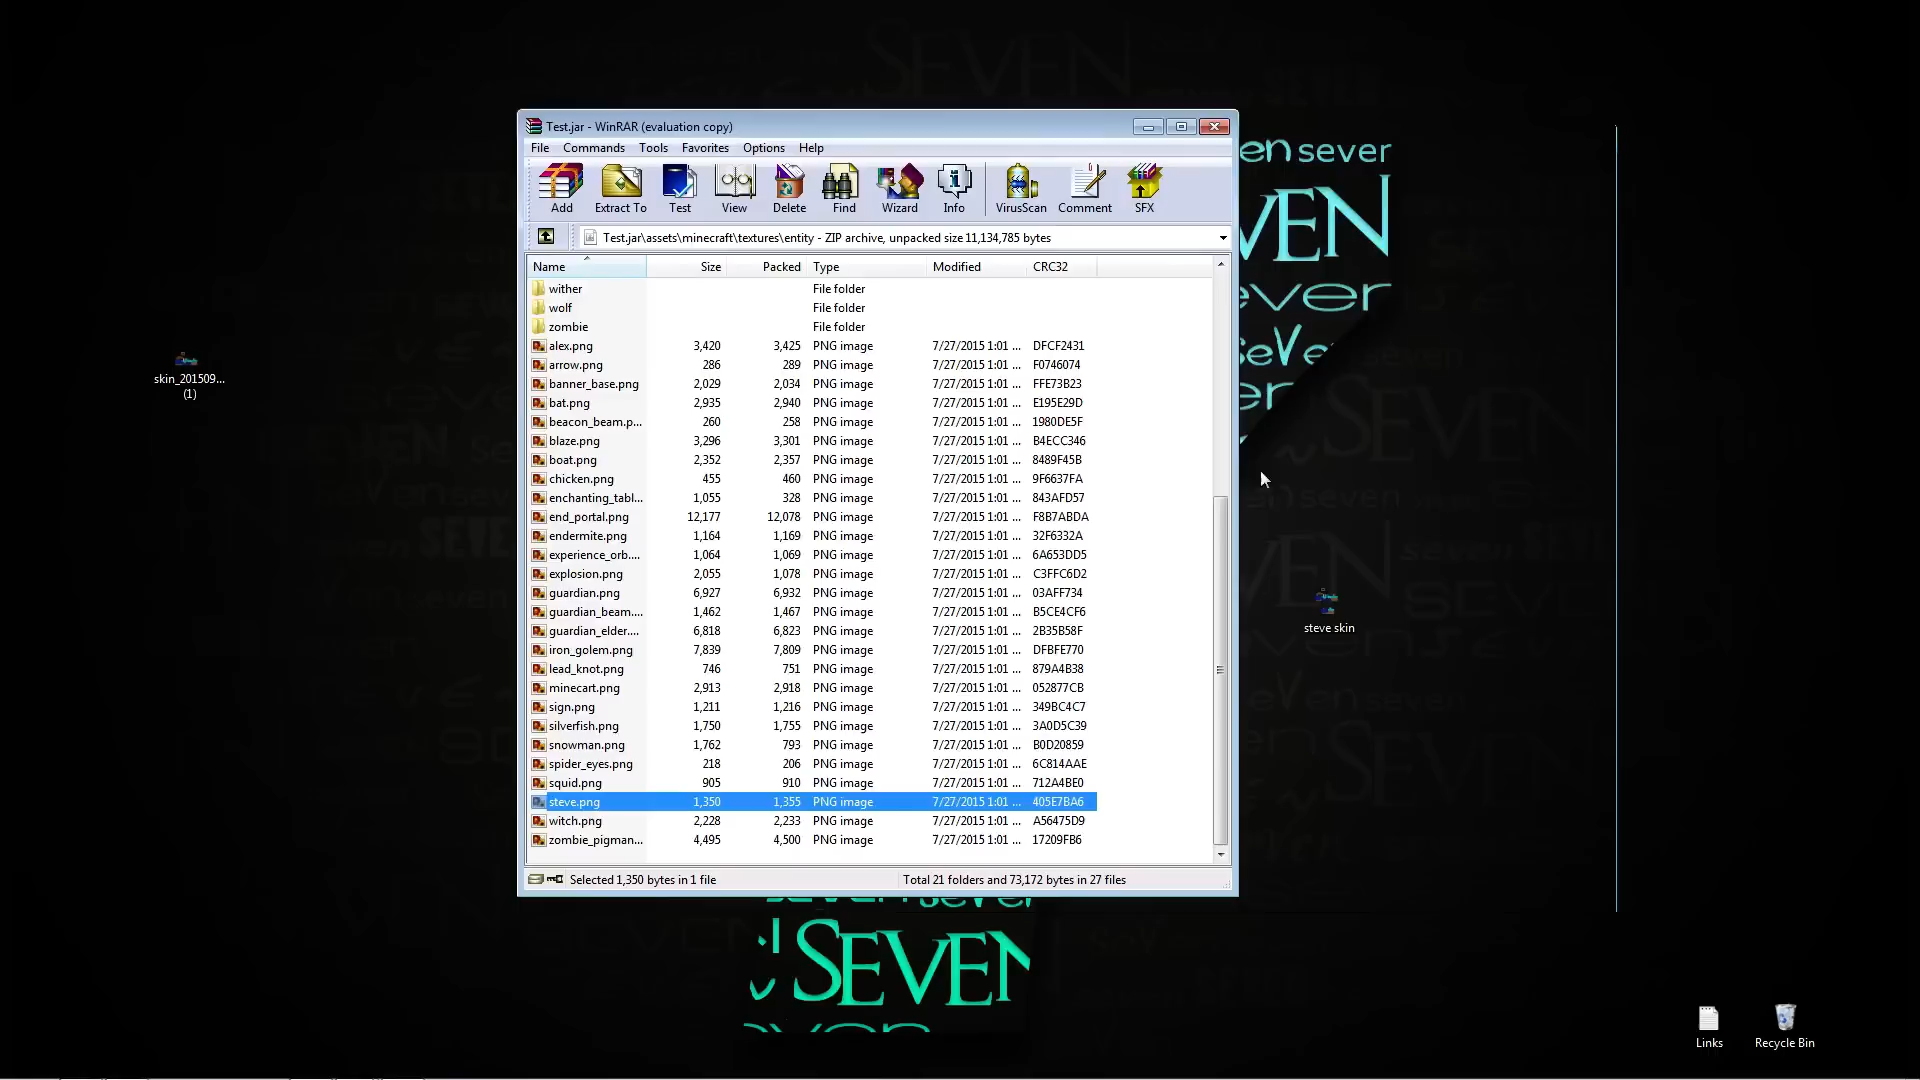 Test.jar - WinRAR (evaluation copy)
File Commands Tools Favorites Options Help
Add Extract To Test View Delete Find Wizard Info VirusScan Comment SFX
Test.jar\assets\minecraft\textures\entity - ZIP archive, unpacked size 11,134,785 bytes
Name Size Packed Type Modified CRC32
wither File folder
wolf File folder
zombie File folder
alex.png 3,420 3,425 PNG image 7/27/2015 1:01 ... DFCF2431
arrow.png 286 289 PNG image 7/27/2015 1:01 ... F0746074
banner_base.png 2,029 2,034 PNG image 7/27/2015 1:01 ... FFE73B23
bat.png 2,935 2,940 PNG image 7/27/2015 1:01 ... E195E29D
beacon_beam.p... 260 258 PNG image 7/27/2015 1:01 ... 1980DE5F
blaze.png 3,296 3,301 PNG image 7/27/2015 1:01 ... B4ECC346
boat.png 2,352 2,357 PNG image 7/27/2015 1:01 ... 8489F45B
chicken.png 455 460 PNG image 7/27/2015 1:01 ... 9F6637FA
enchanting_tabl... 1,055 328 PNG image 7/27/2015 1:01 ... 843AFD57
end_portal.png 12,177 12,078 PNG image 7/27/2015 1:01 ... F8B7ABDA
endermite.png 1,164 1,169 PNG image 7/27/2015 1:01 ... 32F6332A
experience_orb.... 1,064 1,069 PNG image 7/27/2015 1:01 ... 6A653DD5
explosion.png 2,055 1,078 PNG image 7/27/2015 1:01 ... C3FFC6D2
guardian.png 6,927 6,932 PNG image 7/27/2015 1:01 ... 03AFF734
guardian_beam.... 1,462 1,467 PNG image 7/27/2015 1:01 ... B5CE4CF6
guardian_elder.... 6,818 6,823 PNG image 7/27/2015 1:01 ... 2B35B58F
iron_golem.png 7,839 7,809 PNG image 7/27/2015 1:01 ... DFBFE770
lead_knot.png 746 751 PNG image 7/27/2015 1:01 ... 879A4B38
minecart.png 2,913 2,918 PNG image 7/27/2015 1:01 ... 052877CB
sign.png 1,211 1,216 PNG image 7/27/2015 1:01 ... 349BC4C7
silverfish.png 1,750 1,755 PNG image 7/27/2015 1:01 ... 3A0D5C39
snowman.png 1,762 793 PNG image 7/27/2015 1:01 ... B0D20859
spider_eyes.png 218 206 PNG image 7/27/2015 1:01 ... 6C814AAE
squid.png 905 910 PNG image 7/27/2015 1:01 ... 712A4BE0
steve.png 1,350 1,355 PNG image 7/27/2015 1:01 ... 405E7BA6
witch.png 2,228 2,233 PNG image 7/27/2015 1:01 ... A56475D9
zombie_pigman... 4,495 4,500 PNG image 7/27/2015 1:01 ... 17209FB6
Selected 1,350 bytes in 1 file Total 21 folders and 73,172 bytes in 27 files
skin_201509...
(1)
en sever
VEN
ever
seVe
er
steve skin
seven sever
SEVEN
Links
Recycle Bin